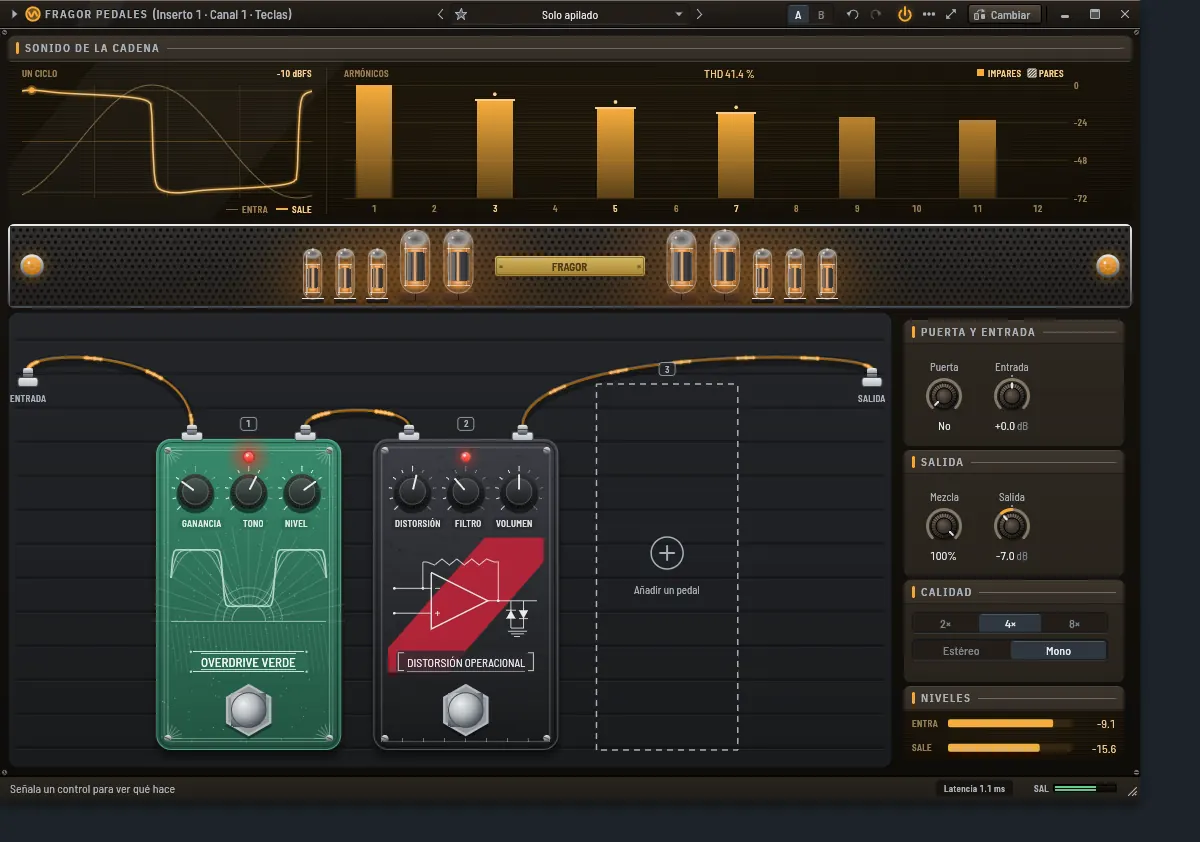 FRAGOR PEDALES (Inserto 1 · Canal 1 · Teclas)
Solo apilado
A B
Cambiar
SONIDO DE LA CADENA
UN CICLO
-10 dBFS
ENTRA SALE
ARMÓNICOS
THD 41.4 %
IMPARES PARES
0
-24
-48
-72
1 2 3 4 5 6 7 8 9 10 11 12
FRAGOR
ENTRADA
SALIDA
1
2
3
GANANCIA TONO NIVEL
OVERDRIVE VERDE
DISTORSIÓN FILTRO VOLUMEN
DISTORSIÓN OPERACIONAL
Añadir un pedal
PUERTA Y ENTRADA
Puerta Entrada
No +0.0 dB
SALIDA
Mezcla Salida
100% -7.0 dB
CALIDAD
2× 4× 8×
Estéreo Mono
NIVELES
ENTRA -9.1
SALE -15.6
Señala un control para ver qué hace
Latencia 1.1 ms
SAL